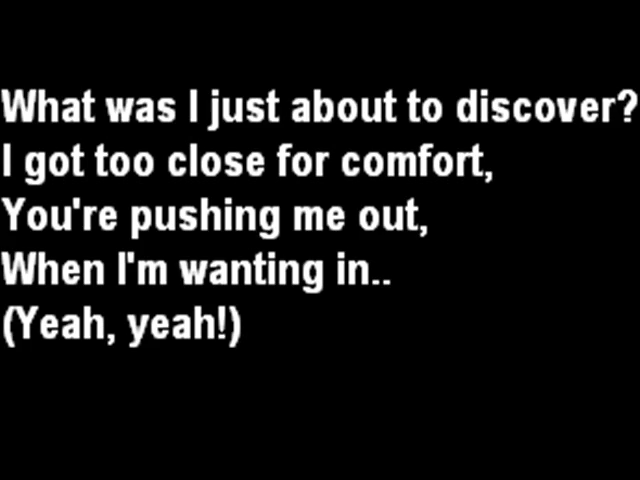 What was I just about to discover?
I got too close for comfort,
You're pushing me out,
When I'm wanting in..
(Yeah, yeah!)